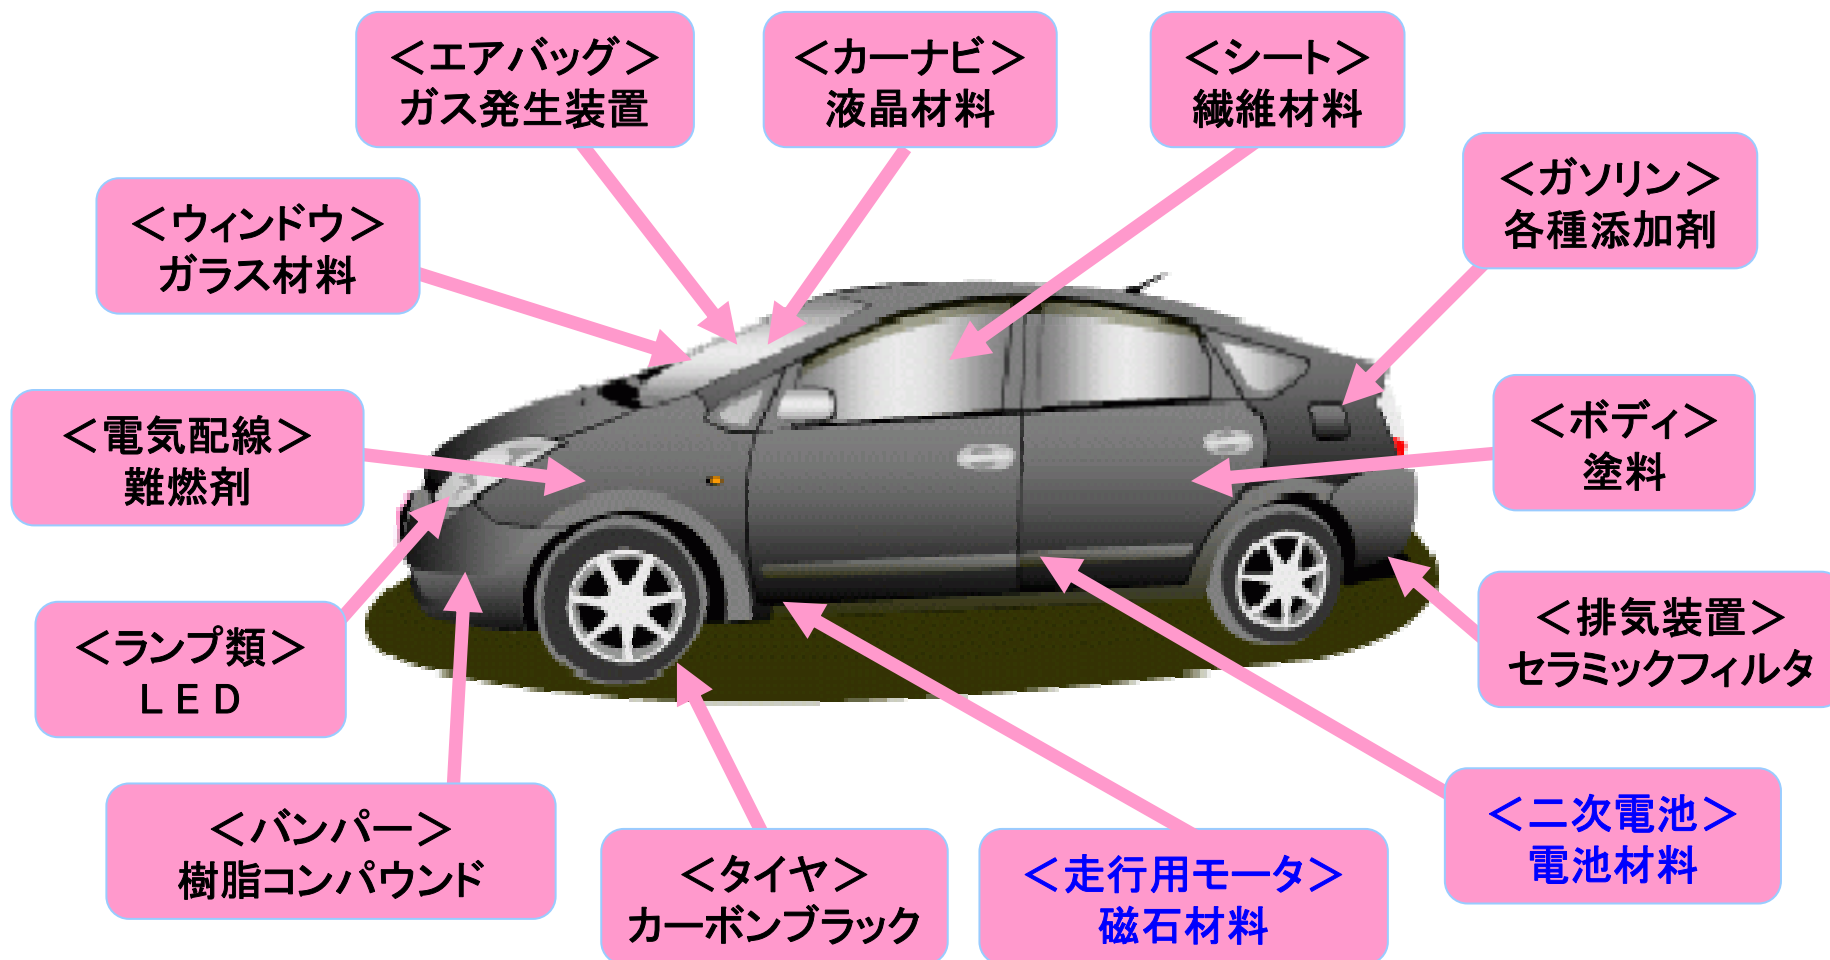 ＜エアバッグ＞
ガス発生装置
＜カーナビ＞
液晶材料
＜シート＞
繊維材料
＜ガソリン＞
各種添加剤
＜ウィンドウ＞
ガラス材料
＜電気配線＞
難燃剤
＜ボディ＞
塗料
＜ランプ類＞
ＬＥＤ
＜排気装置＞
セラミックフィルタ
＜バンパー＞
樹脂コンパウンド
＜タイヤ＞
カーボンブラック
＜走行用モータ＞
磁石材料
＜二次電池＞
電池材料